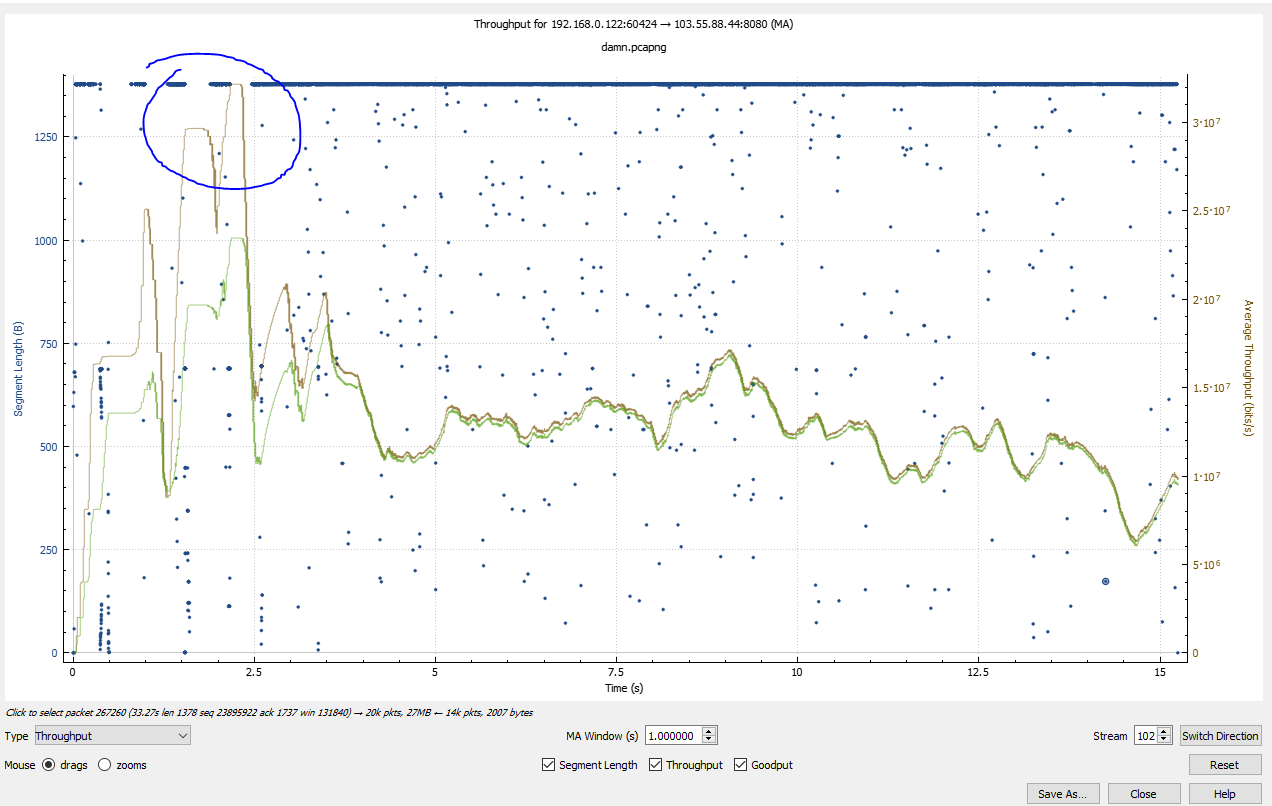 Throughput for 192.168.0.122:60424 → 103.55.88.44:8080 (MA)
damn.pcapng
Segment Length (B)
1250
1000
750
500
250
0
Average Throughput (bits/s)
3·10⁷
2.5·10⁷
2·10⁷
1.5·10⁷
1·10⁷
5·10⁶
0
0
2.5
5
7.5
10
12.5
15
Time (s)
Click to select packet 267260 (33.27s len 1378 seq 23895922 ack 1737 win 131840) → 20k pkts, 27MB ← 14k pkts, 2007 bytes
Type Throughput MA Window (s) 1.000000 Stream 102 Switch Direction
Mouse drags zooms Segment Length Throughput Goodput Reset
Save As... Close Help